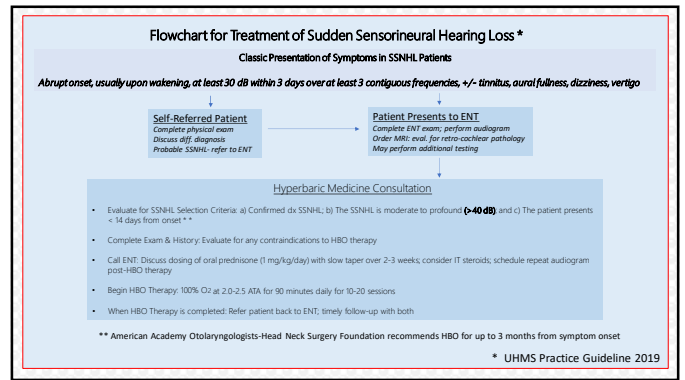 Flowchart for Treatment of Sudden Sensorineural Hearing Loss *
Classic Presentation of Symptoms in SSNHL Patients
Abrupt onset, usually upon wakening, at least 30 dB within 3 days over at least 3 contiguous frequencies, +/- tinnitus, aural fullness, dizziness, vertigo
Self-Referred Patient
Complete physical exam
Discuss diff. diagnosis
Probable SSNHL- refer to ENT
Patient Presents to ENT
Complete ENT exam; perform audiogram
Order MRI: eval. for retro-cochlear pathology
May perform additional testing
Hyperbaric Medicine Consultation
• Evaluate for SSNHL Selection Criteria: a) Confirmed dx SSNHL; b) The SSNHL is moderate to profound (>40 dB); and c) The patient presents
< 14 days from onset * *
• Complete Exam & History: Evaluate for any contraindications to HBO therapy
• Call ENT: Discuss dosing of oral prednisone (1 mg/kg/day) with slow taper over 2-3 weeks; consider IT steroids; schedule repeat audiogram
post-HBO therapy
• Begin HBO Therapy: 100% O2 at 2.0-2.5 ATA for 90 minutes daily for 10-20 sessions
• When HBO Therapy is completed: Refer patient back to ENT; timely follow-up with both
** American Academy Otolaryngologists-Head Neck Surgery Foundation recommends HBO for up to 3 months from symptom onset
* UHMS Practice Guideline 2019